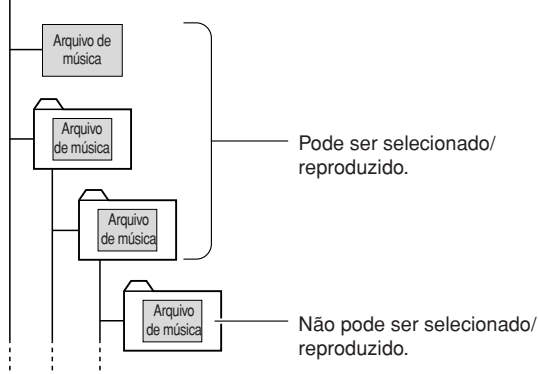 Arquivo de
música
Arquivo
de música
Pode ser selecionado/
reproduzido.
Arquivo
de música
Arquivo
de música
Não pode ser selecionado/
reproduzido.